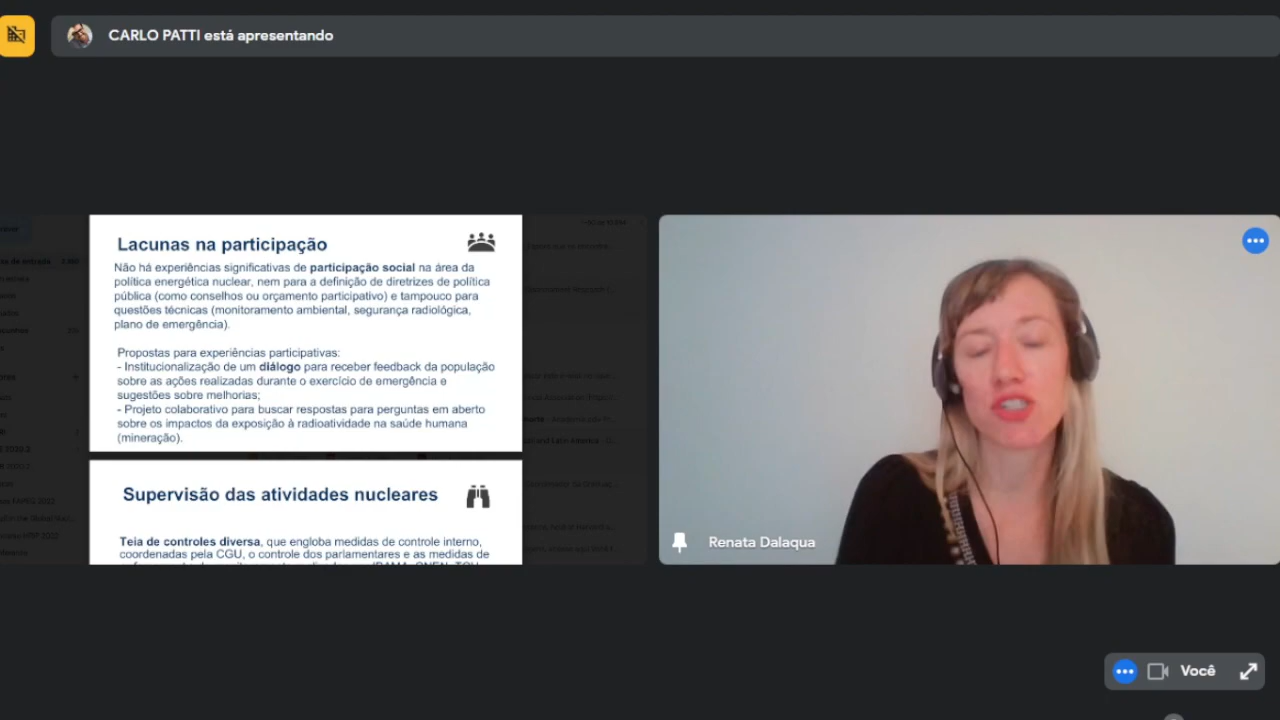 CARLO PATTI está apresentando
Lacunas na participação
Não há experiências significativas de participação social na área da
política energética nuclear, nem para a definição de diretrizes de política
pública (como conselhos ou orçamento participativo) e tampouco para
questões técnicas (monitoramento ambiental, segurança radiológica,
plano de emergência).
Propostas para experiências participativas:
- Institucionalização de um diálogo para receber feedback da população
sobre as ações realizadas durante o exercício de emergência e
sugestões sobre melhorias;
- Projeto colaborativo para buscar respostas para perguntas em aberto
sobre os impactos da exposição à radioatividade na saúde humana
(mineração).
Supervisão das atividades nucleares
Teia de controles diversa, que engloba medidas de controle interno,
coordenadas pela CGU, o controle dos parlamentares e as medidas de
Renata Dalaqua
Você